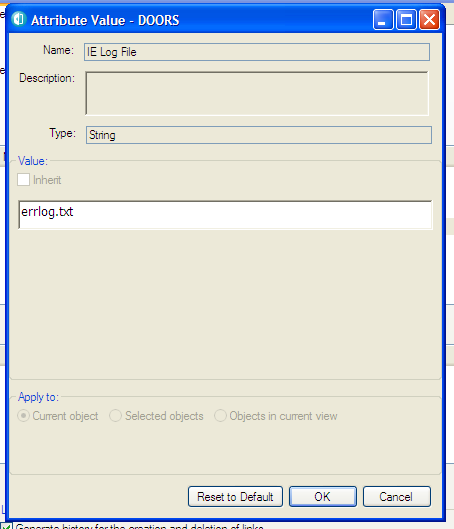 Attribute Value - DOORS
Name: IE Log File
Description:
Type: String
Value:
Inherit
errlog.txt
Apply to:
Current object Selected objects Objects in current view
Reset to Default OK Cancel
Generate history for the creation and deletion of links